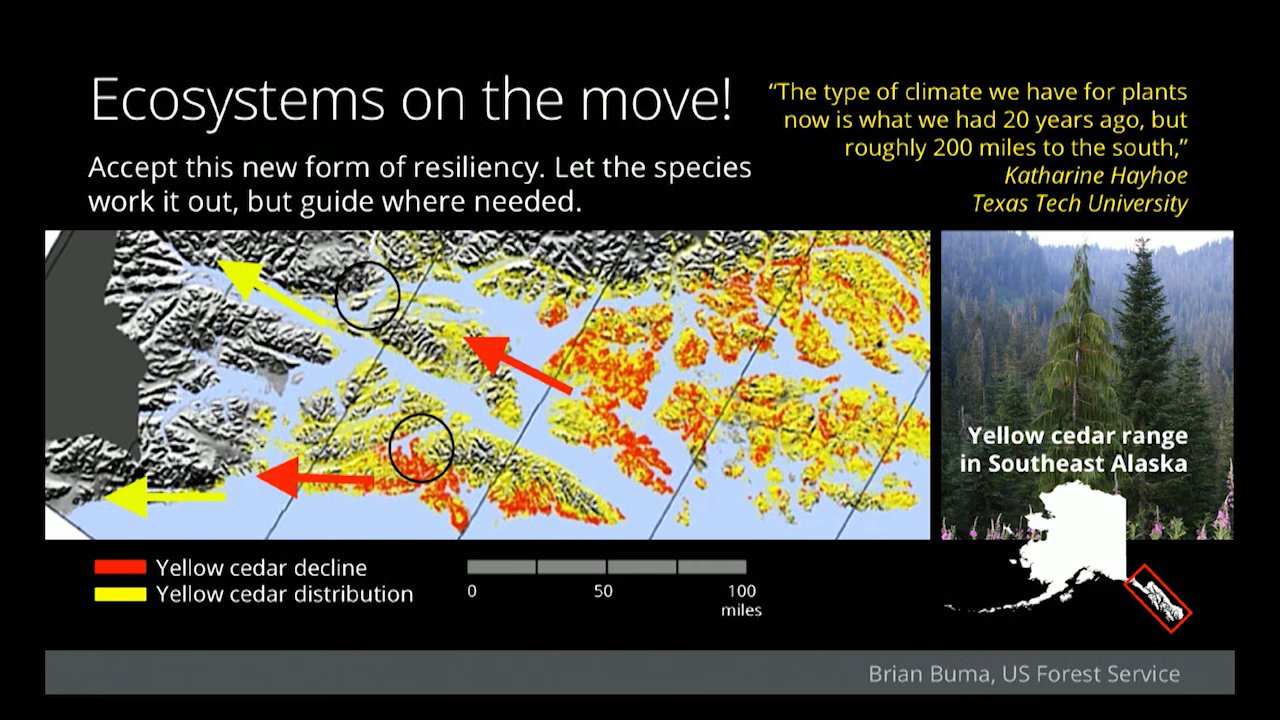 Ecosystems on the move!
Accept this new form of resiliency. Let the species
work it out, but guide where needed.
“The type of climate we have for plants
now is what we had 20 years ago, but
roughly 200 miles to the south,”
Katharine Hayhoe
Texas Tech University
Yellow cedar range
in Southeast Alaska
Yellow cedar decline
Yellow cedar distribution
0 50 100
miles
Brian Buma, US Forest Service